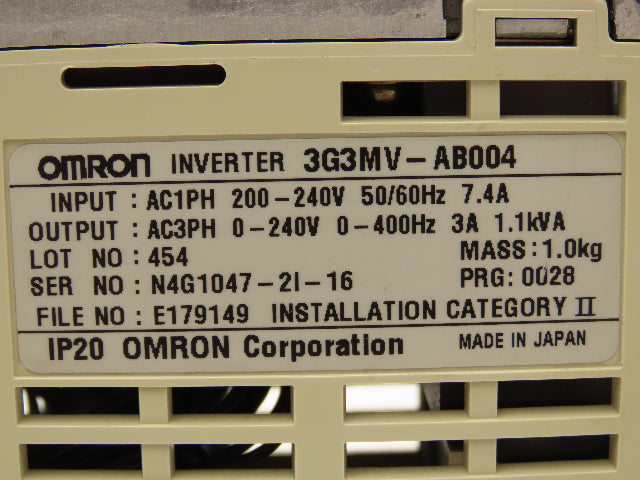 OMRON INVERTER 3G3MV-AB004
INPUT : AC1PH 200-240V 50/60Hz 7.4A
OUTPUT : AC3PH 0-240V 0-400Hz 3A 1.1kVA
LOT NO : 454 MASS : 1.0kg
SER NO : N4G1047-21-16 PRG: 0028
FILE NO : E179149 INSTALLATION CATEGORY II
IP20 OMRON Corporation MADE IN JAPAN